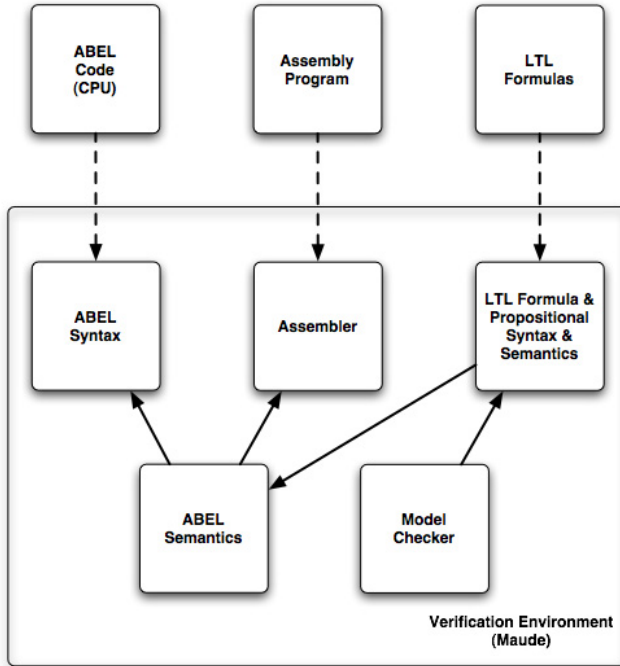 ABEL
Code
(CPU)
Assembly
Program
LTL
Formulas
ABEL
Syntax
Assembler
LTL Formula &
Propositional
Syntax &
Semantics
ABEL
Semantics
Model
Checker
Verification Environment
(Maude)